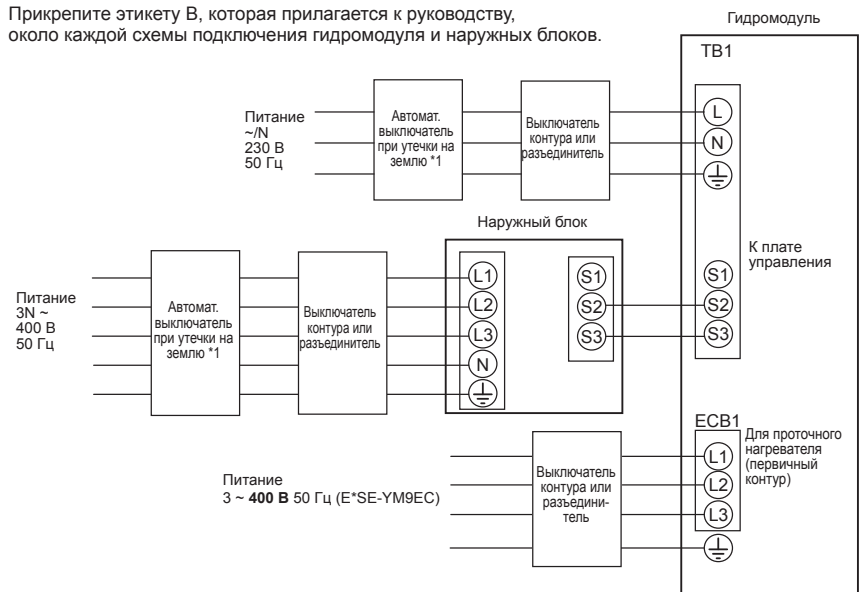 Прикрепите этикету B, которая прилагается к руководству,
около каждой схемы подключения гидромодуля и наружных блоков.
Гидромодуль
TB1
Питание
~/N
230 В
50 Гц
Автомат.
выключатель
при утечки на
землю *1
Выключатель
контура или
разъединитель
L
N
Наружный блок
К плате
управления
Питание
3N ~
400 В
50 Гц
Автомат.
выключатель
при утечки на
землю *1
Выключатель
контура или
разъединитель
L1
L2
L3
N
S1
S2
S3
S1
S2
S3
ECB1
Для проточного
нагревателя
(первичный
контур)
Питание
3 ~ 400 В 50 Гц (E*SE-YM9EC)
Выключатель
контура или
разъедини-
тель
L1
L2
L3